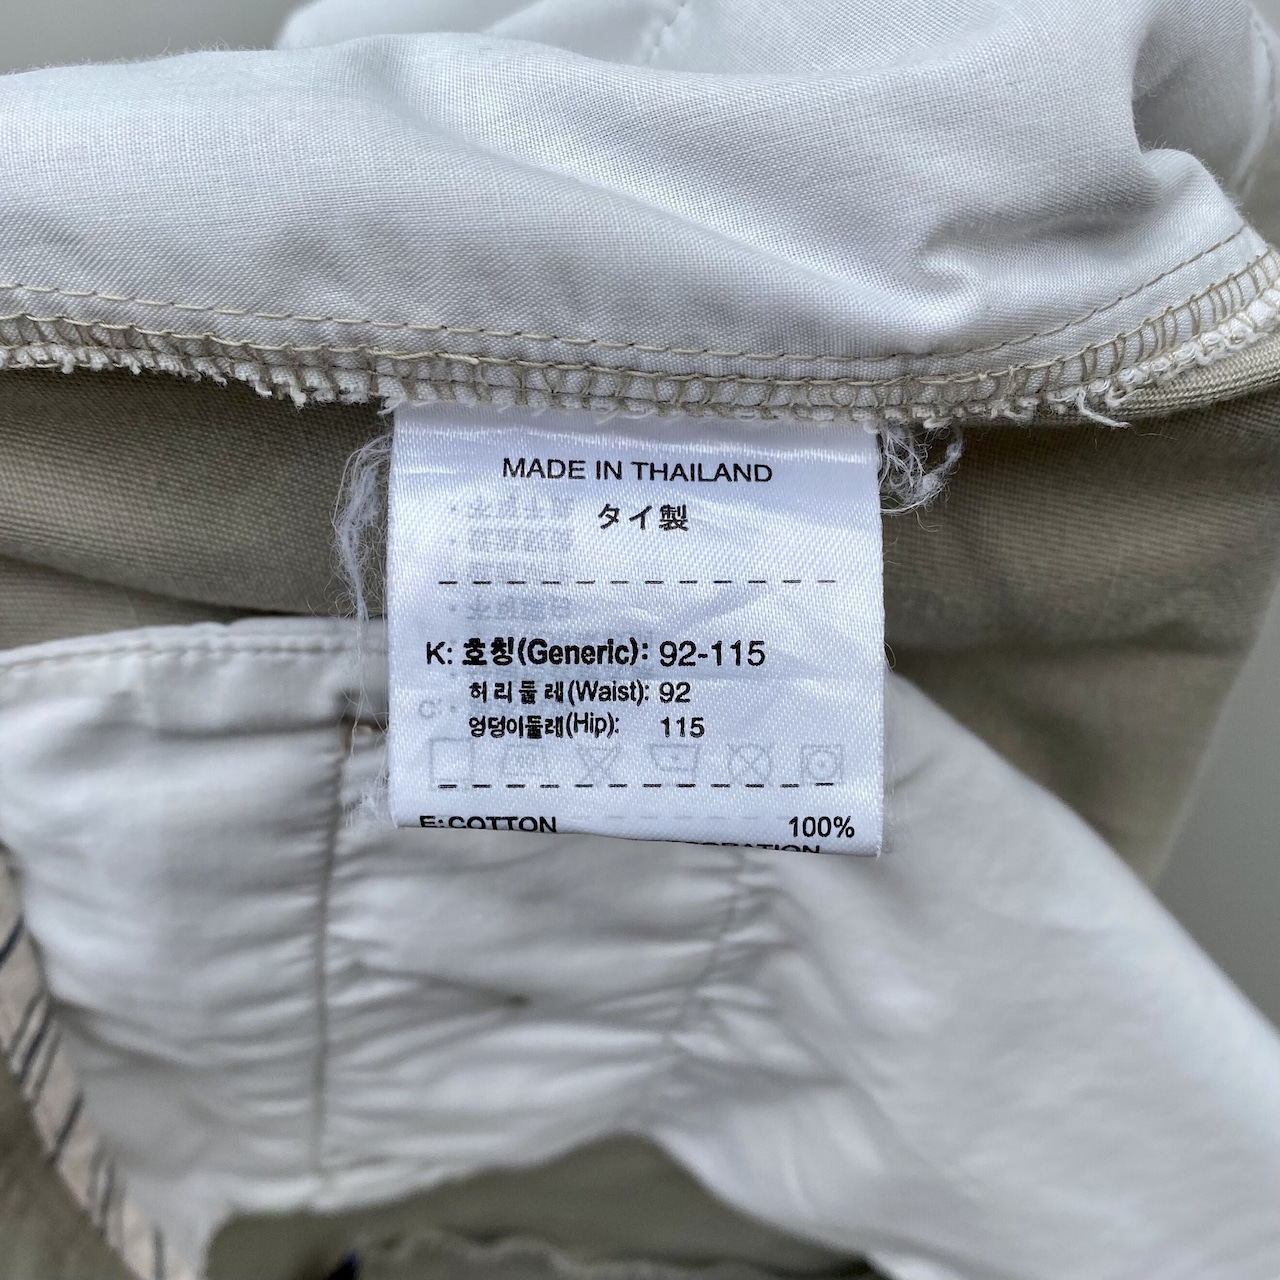 MADE IN THAILAND
タイ製
K: 호칭(Generic): 92-115
허리둘레(Waist): 92
엉덩이둘레(Hip): 115
E:COTTON 100%